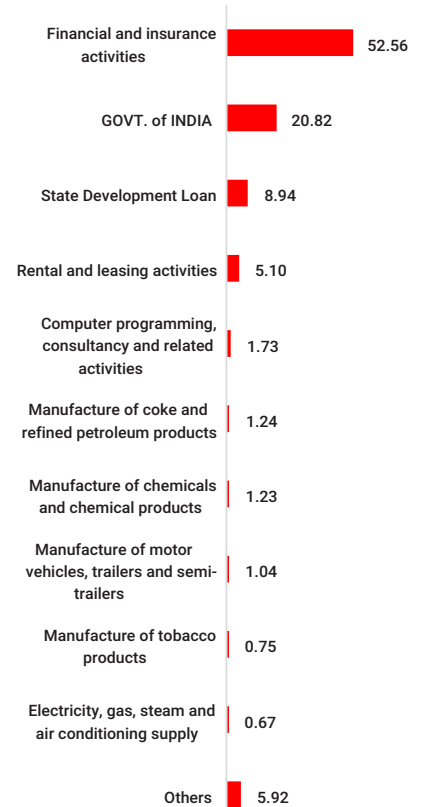 Financial and insurance
activities
52.56
GOVT. of INDIA
20.82
State Development Loan
8.94
Rental and leasing activities
5.10
Computer programming,
consultancy and related
activities
1.73
Manufacture of coke and
refined petroleum products
1.24
Manufacture of chemicals
and chemical products
1.23
Manufacture of motor
vehicles, trailers and semi-
trailers
1.04
Manufacture of tobacco
products
0.75
Electricity, gas, steam and
air conditioning supply
0.67
Others
5.92